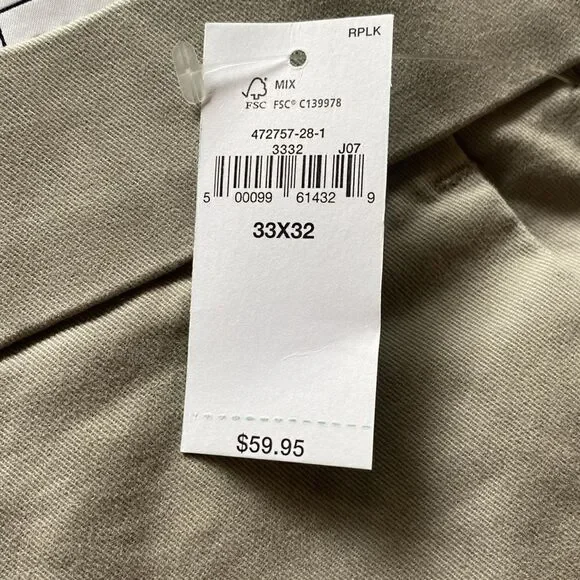 RPLK
MIX
FSC FSC® C139978
472757-28-1
3332 J07
5 00099 61432 9
33X32
$59.95